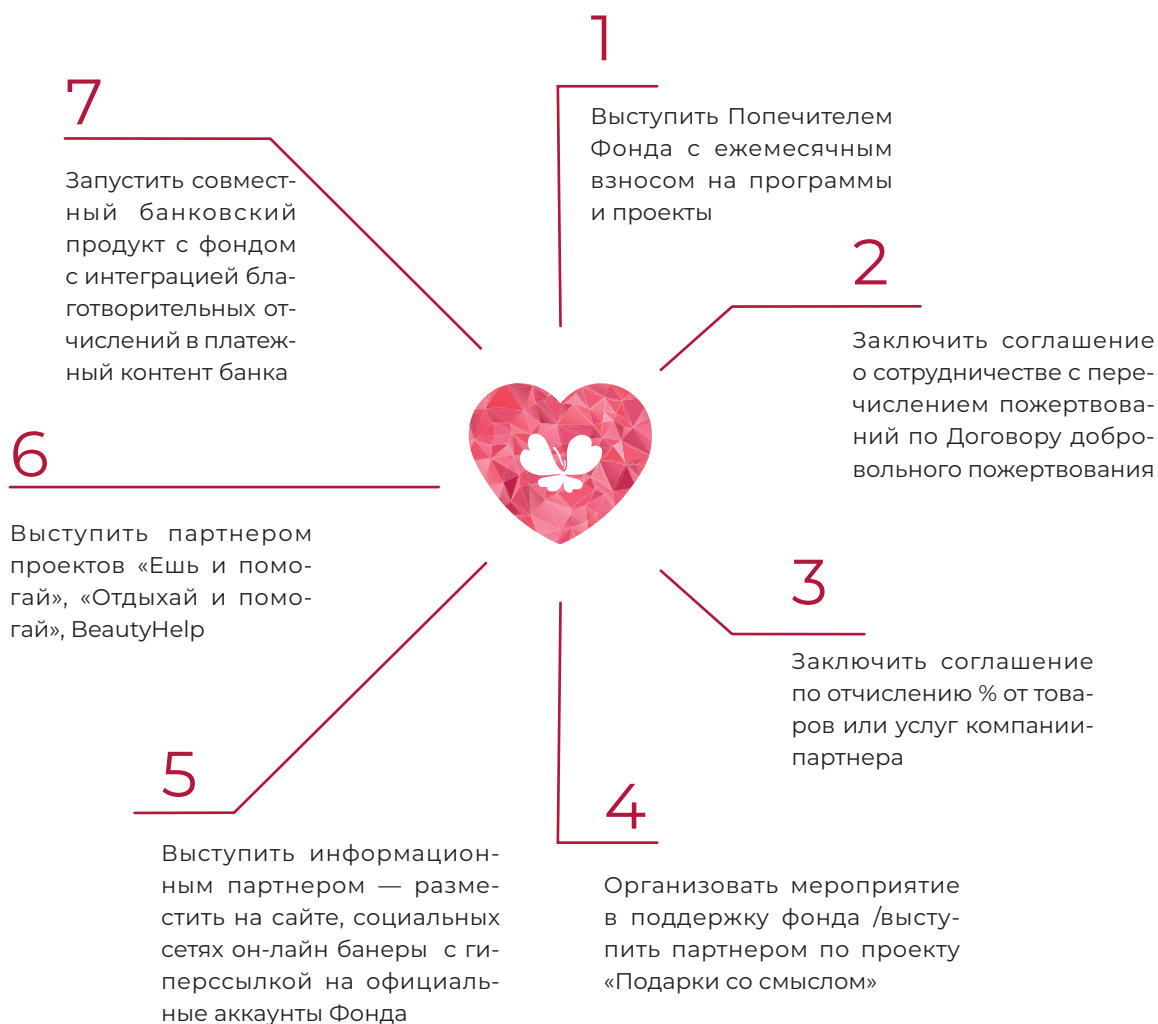 1
Выступить Попечителем
Фонда с ежемесячным
взносом на программы
и проекты
2
Заключить соглашение
о сотрудничестве с пере-
числением пожертвова-
ний по Договору добро-
вольного пожертвования
3
Заключить соглашение
по отчислению % от това-
ров или услуг компании-
партнера
4
Организовать мероприятие
в поддержку фонда /высту-
пить партнером по проекту
«Подарки со смыслом»
5
Выступить информацион-
ным партнером — разме-
стить на сайте, социальных
сетях он-лайн банеры с ги-
перссылкой на официаль-
ные аккаунты Фонда
6
Выступить партнером
проектов «Ешь и помо-
гай», «Отдыхай и помо-
гай», BeautyHelp
7
Запустить совмест-
ный банковский
продукт с фондом
с интеграцией бла-
готворительных от-
числений в платеж-
ный контент банка